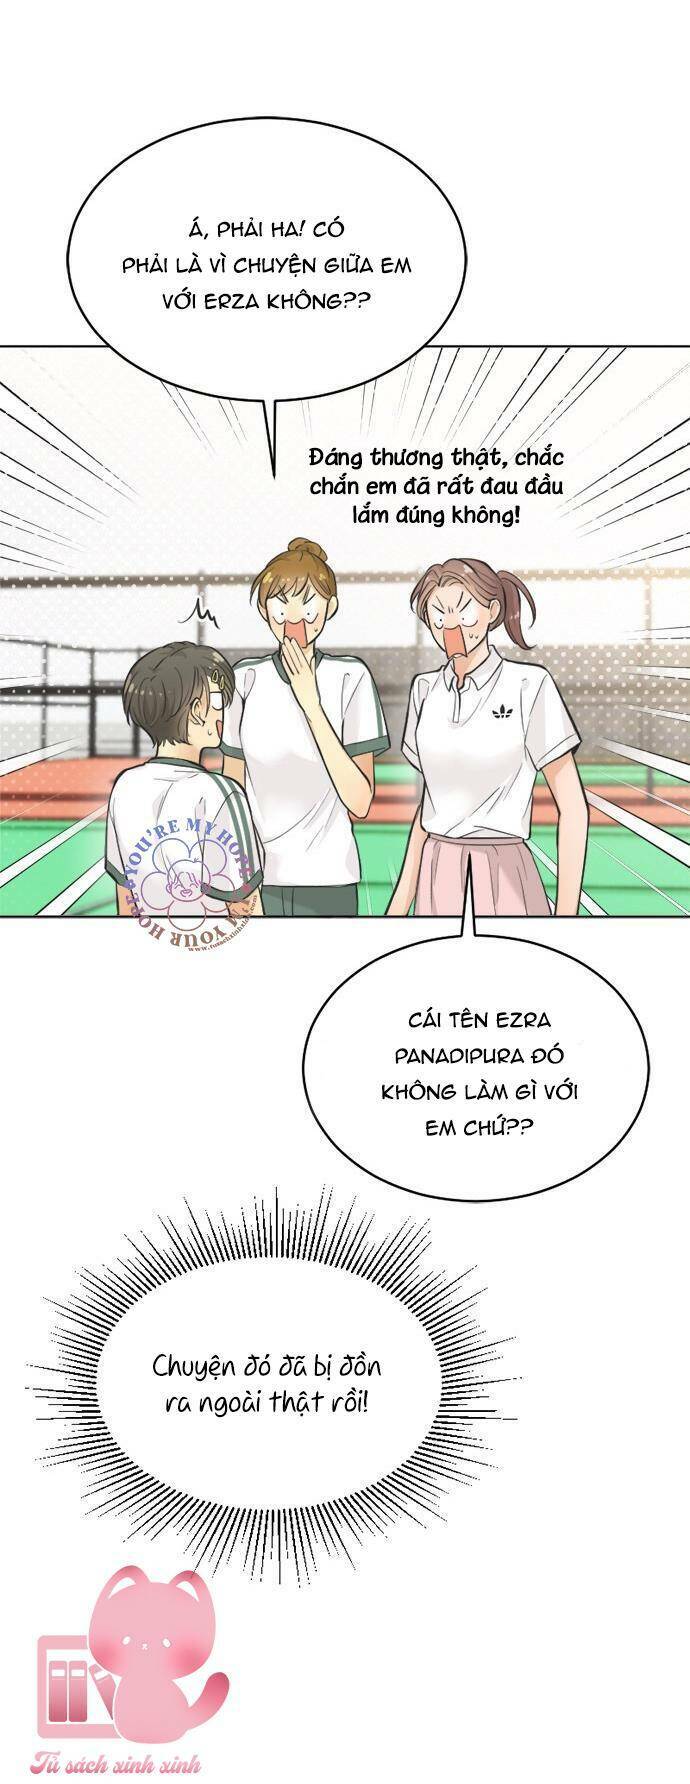 Á, PHẢI HA! CÓ
PHẢI LÀ VÌ CHUYỆN GIỮA EM
VỚI ERZA KHÔNG??
Đáng thương thật, chắc
chắn em đã rất đau đầu
lắm đúng không!
YOU'RE MY HOPE
I'M YOUR HOPE
CÁI TÊN EZRA
PANADIPURA ĐÓ
KHÔNG LÀM GÌ VỚI
EM CHỨ??
Chuyện đó đã bị đồn
ra ngoài thật rồi!
Tủ sách xinh xinh